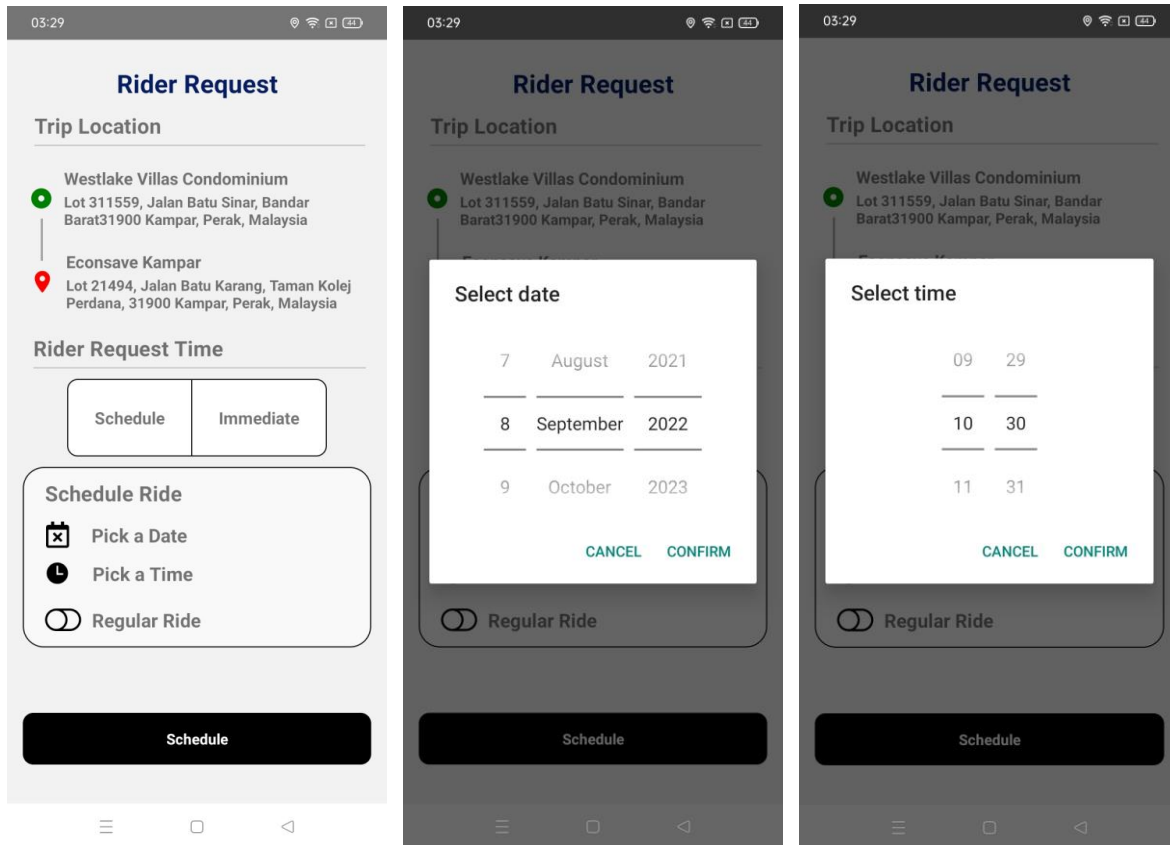 03:29
44
Rider Request
Trip Location
Westlake Villas Condominium
Lot 311559, Jalan Batu Sinar, Bandar
Barat31900 Kampar, Perak, Malaysia
Econsave Kampar
Lot 21494, Jalan Batu Karang, Taman Kolej
Perdana, 31900 Kampar, Perak, Malaysia
Rider Request Time
Schedule Immediate
Schedule Ride
Pick a Date
Pick a Time
Regular Ride
Schedule
03:29
44
Rider Request
Trip Location
Westlake Villas Condominium
Lot 311559, Jalan Batu Sinar, Bandar
Barat31900 Kampar, Perak, Malaysia
Select date
7 August 2021
8 September 2022
9 October 2023
CANCEL CONFIRM
Regular Ride
Schedule
03:29
44
Rider Request
Trip Location
Westlake Villas Condominium
Lot 311559, Jalan Batu Sinar, Bandar
Barat31900 Kampar, Perak, Malaysia
Select time
09 29
10 30
11 31
CANCEL CONFIRM
Regular Ride
Schedule